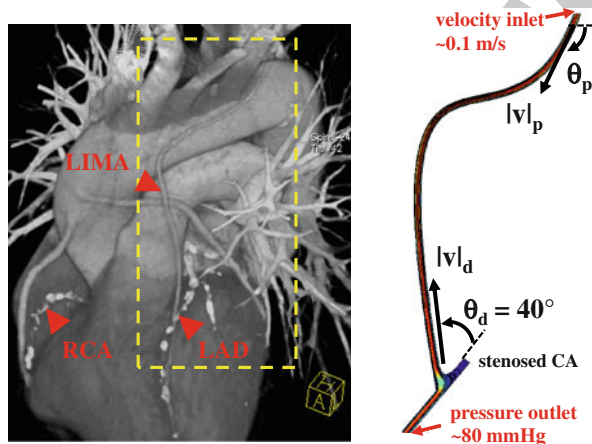 LIMA
RCA
LAD
A
velocity inlet
~0.1 m/s
θp
|v|p
|v|d
θd = 40°
stenosed CA
pressure outlet
~80 mmHg